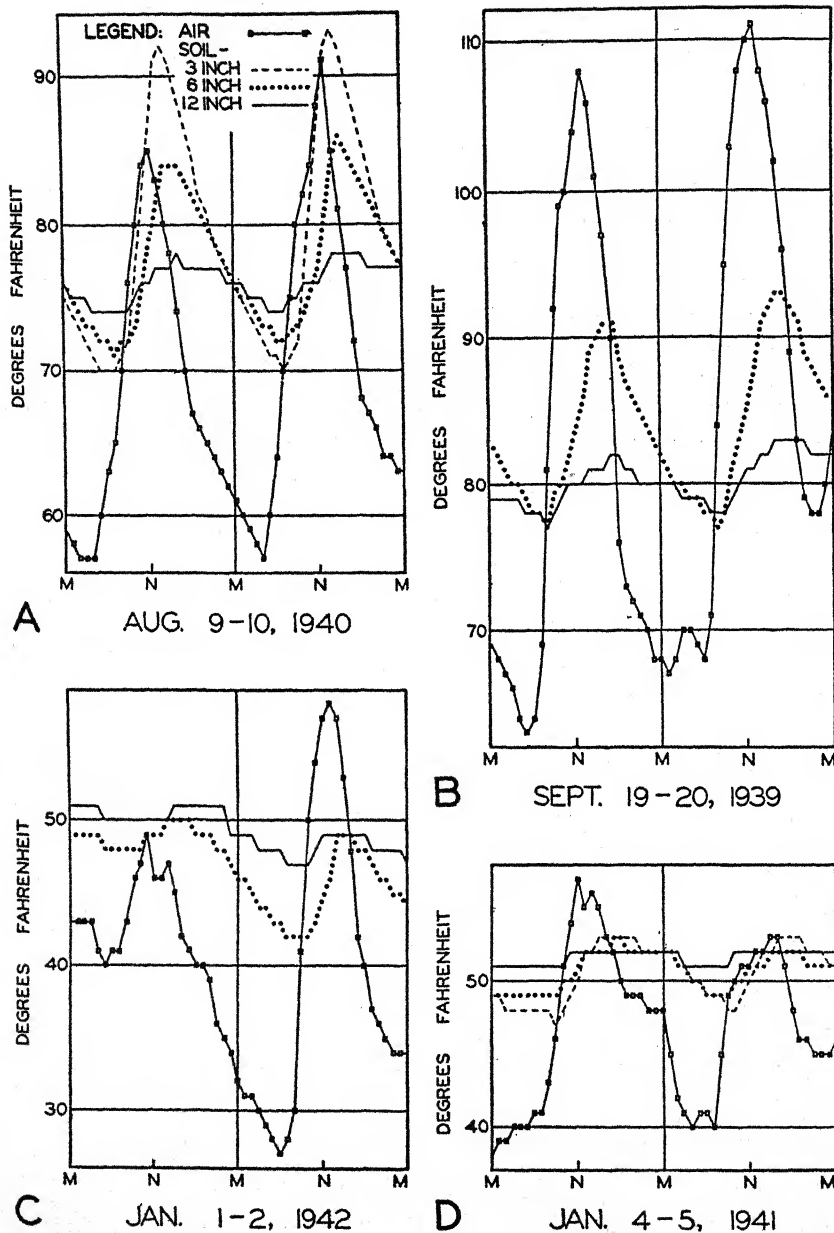 LEGEND: AIR
SOIL-
3 INCH
6 INCH
12 INCH
90
80
70
60
DEGREES FAHRENHEIT
M N M N M
A AUG. 9-10, 1940
110
100
90
80
70
DEGREES FAHRENHEIT
M N M N M
B SEPT. 19-20, 1939
50
40
30
DEGREES FAHRENHEIT
M N M N M
C JAN. 1-2, 1942
50
40
DEGREES FAHRENHEIT
M N M N M
D JAN. 4-5, 1941